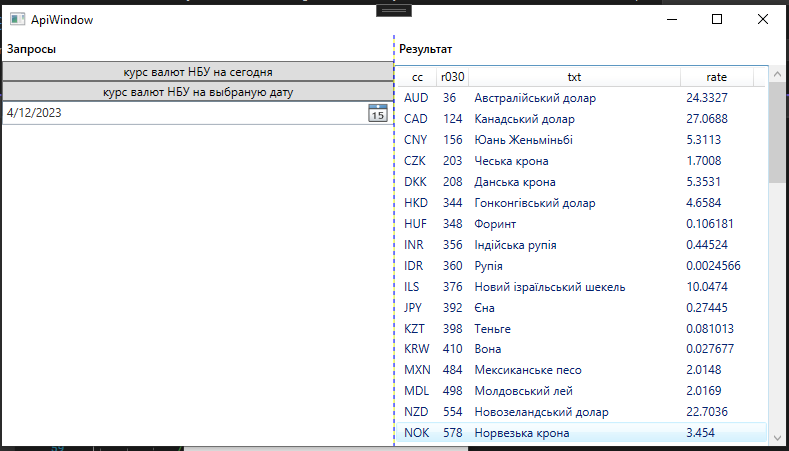 ApiWindow
Запросы
курс валют НБУ на сегодня
курс валют НБУ на выбраную дату
4/12/2023
15
Результат
cc r030 txt rate
AUD 36 Австралійський долар 24.3327
CAD 124 Канадський долар 27.0688
CNY 156 Юань Женьміньбі 5.3113
CZK 203 Чеська крона 1.7008
DKK 208 Данська крона 5.3531
HKD 344 Гонконгівський долар 4.6584
HUF 348 Форинт 0.106181
INR 356 Індійська рупія 0.44524
IDR 360 Рупія 0.0024566
ILS 376 Новий ізраїльський шекель 10.0474
JPY 392 Єна 0.27445
KZT 398 Теньге 0.081013
KRW 410 Вона 0.027677
MXN 484 Мексиканське песо 2.0148
MDL 498 Молдовський лей 2.0169
NZD 554 Новозеландський долар 22.7036
NOK 578 Норвезька крона 3.454